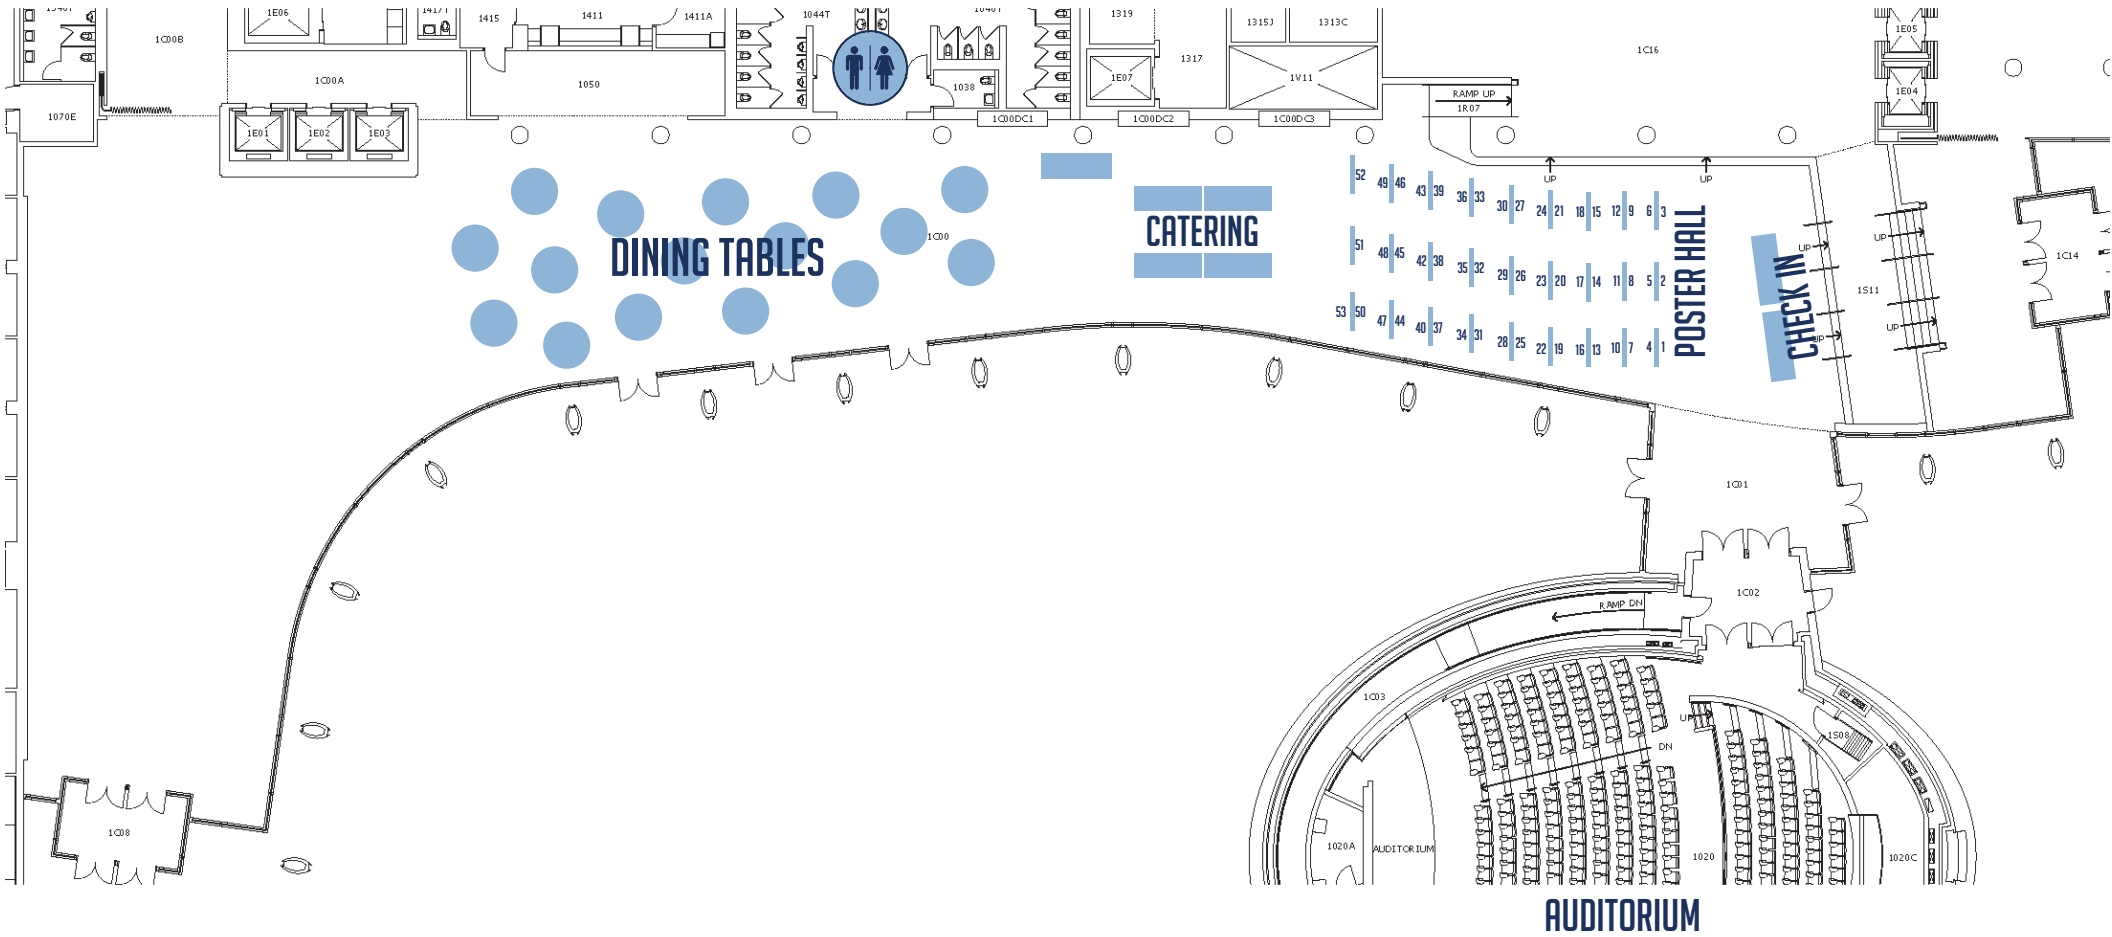 1E06
1417T
1415
1411
1411A
1044T
1046T
1319
1315J
1313C
1E05
1C00B
1C00A
1050
1038
1E07
1317
1V11
1C16
RAMP UP
1R07
1E04
1070E
1E01
1E02
1E03
1C00DC1
1C00DC2
1C00DC3
UP
UP
52
49 46
43 39
36 33
30 27
24 21
18 15
12 9
6 3
51
48 45
42 38
35 32
29 26
23 20
17 14
11 8
5 2
53 50
47 44
40 37
34 31
28 25
22 19
16 13
10 7
4 1
DINING TABLES
1C00
CATERING
POSTER HALL
CHECK IN
UP
UP
UP
UP
1S11
1C14
1C01
1C02
RAMP DN
1C03
UP
DN
1S08
1C08
1020A
AUDITORIUM
1020
1020C
AUDITORIUM